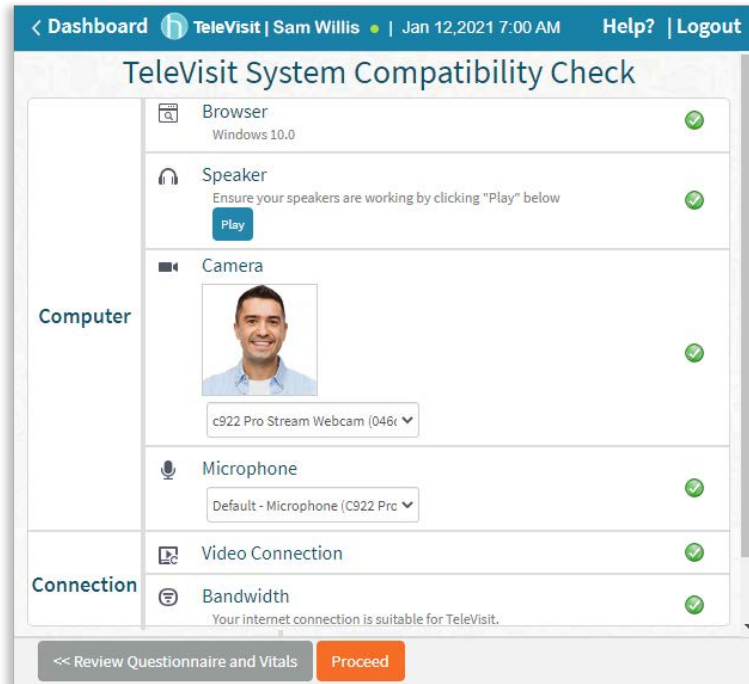 < Dashboard TeleVisit | Sam Willis | Jan 12,2021 7:00 AM Help? | Logout
TeleVisit System Compatibility Check
Computer
Browser
Windows 10.0
Speaker
Ensure your speakers are working by clicking "Play" below
Play
Camera
c922 Pro Stream Webcam (046
Microphone
Default - Microphone (C922 Pro
Connection
Video Connection
Bandwidth
Your internet connection is suitable for TeleVisit.
<< Review Questionnaire and Vitals Proceed